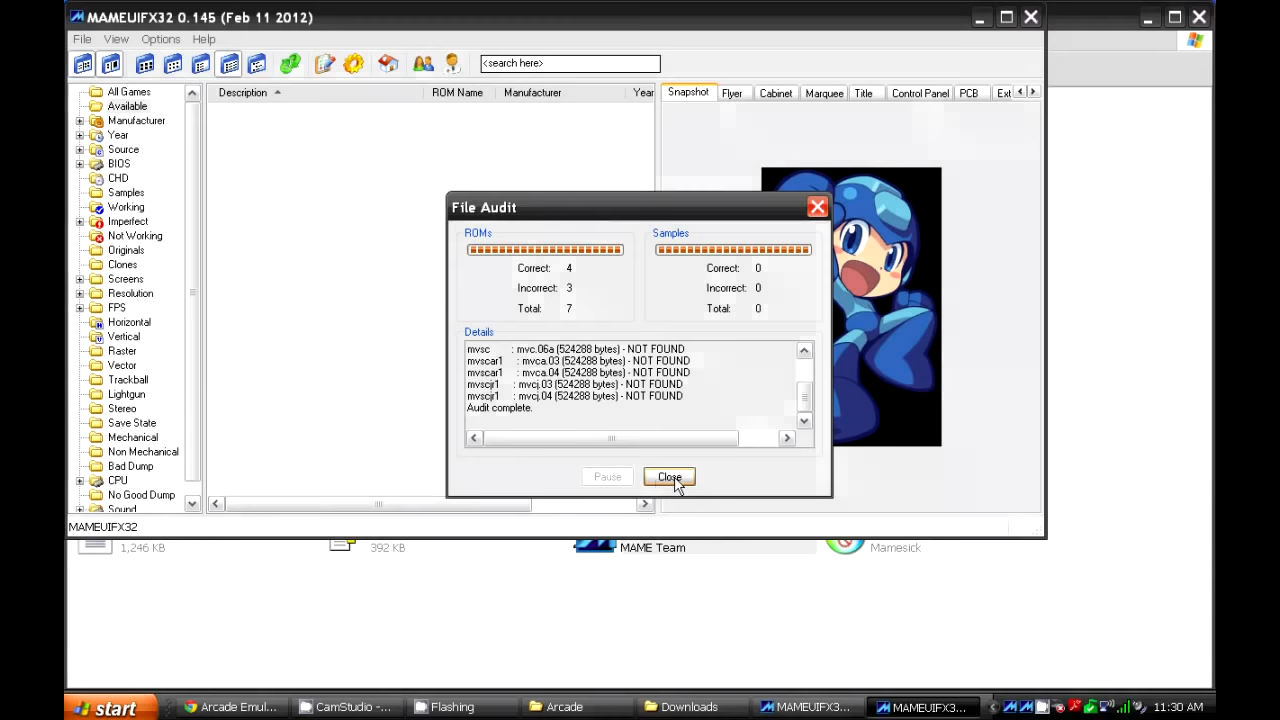 MAMEUIFX32 0.145 (Feb 11 2012)
File View Options Help
<search here>
All Games
Available
Manufacturer
Year
Source
BIOS
CHD
Samples
Working
Imperfect
Not Working
Originals
Clones
Screens
Resolution
FPS
Horizontal
Vertical
Raster
Vector
Trackball
Lightgun
Stereo
Save State
Mechanical
Non Mechanical
Bad Dump
CPU
No Good Dump
Sound
Description ROM Name Manufacturer Year
Snapshot Flyer Cabinet Marquee Title Control Panel PCB Ext
File Audit
ROMs
Correct: 4
Incorrect: 3
Total: 7
Samples
Correct: 0
Incorrect: 0
Total: 0
Details
mvsc : mvc.06a (524288 bytes) - NOT FOUND
mvscar1 : mvca.03 (524288 bytes) - NOT FOUND
mvscar1 : mvca.04 (524288 bytes) - NOT FOUND
mvscjr1 : mvcj.03 (524288 bytes) - NOT FOUND
mvscjr1 : mvcj.04 (524288 bytes) - NOT FOUND
Audit complete.
Pause Close
MAMEUIFX32
1,246 KB 392 KB MAME Team Mamesick
start Arcade Emul... CamStudio -... Flashing Arcade Downloads MAMEUIFX3... MAMEUIFX3... 11:30 AM